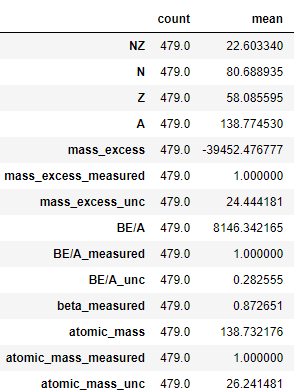 count mean
NZ 479.0 22.603340
N 479.0 80.688935
Z 479.0 58.085595
A 479.0 138.774530
mass_excess 479.0 -39452.476777
mass_excess_measured 479.0 1.000000
mass_excess_unc 479.0 24.444181
BE/A 479.0 8146.342165
BE/A_measured 479.0 1.000000
BE/A_unc 479.0 0.282555
beta_measured 479.0 0.872651
atomic_mass 479.0 138.732176
atomic_mass_measured 479.0 1.000000
atomic_mass_unc 479.0 26.241481